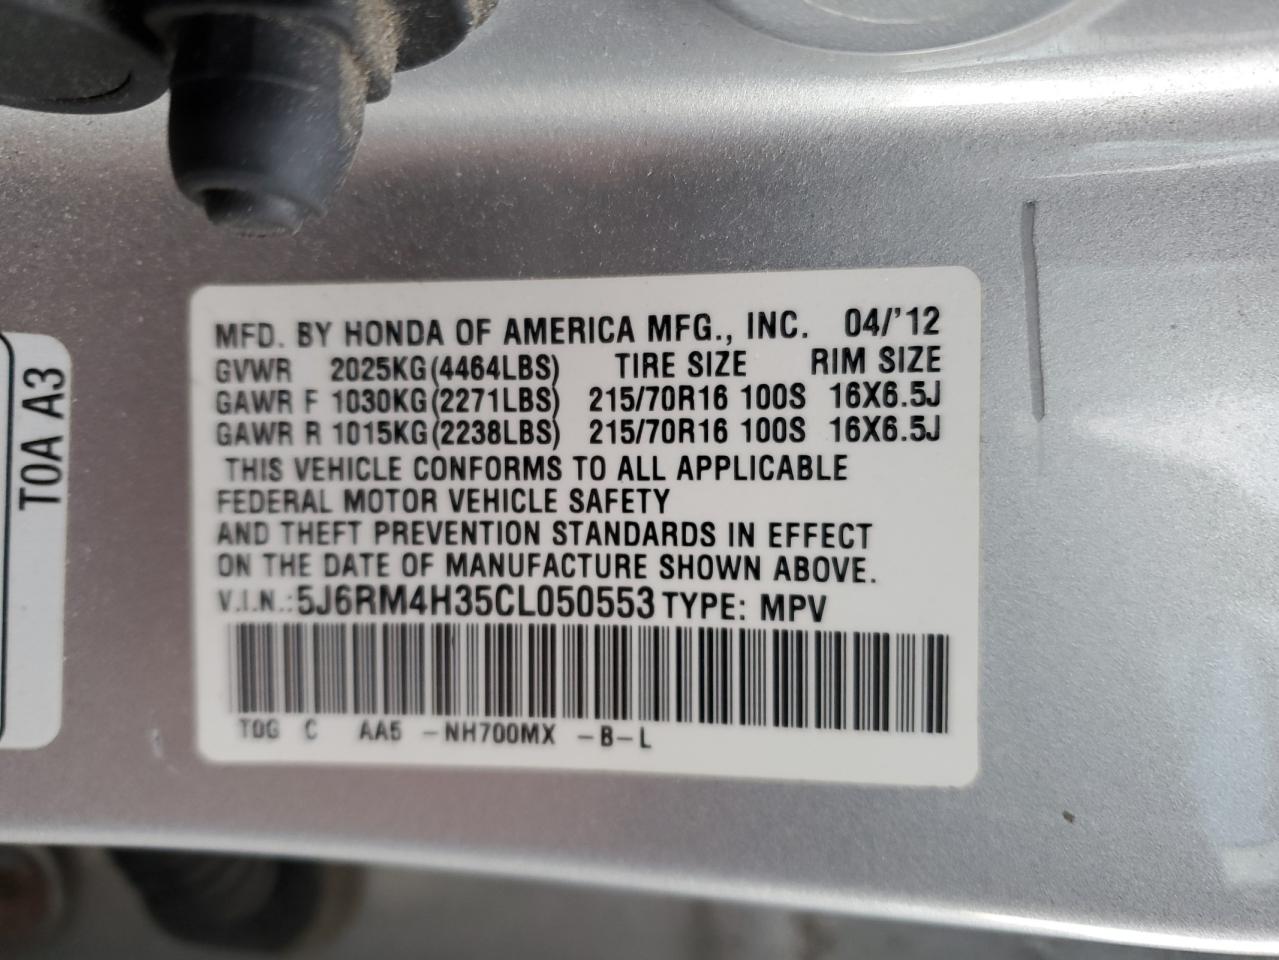 MFD. BY HONDA OF AMERICA MFG., INC. 04/'12
GVWR 2025KG(4464LBS) TIRE SIZE RIM SIZE
GAWR F 1030KG(2271LBS) 215/70R16 100S 16X6.5J
GAWR R 1015KG(2238LBS) 215/70R16 100S 16X6.5J
THIS VEHICLE CONFORMS TO ALL APPLICABLE
FEDERAL MOTOR VEHICLE SAFETY
AND THEFT PREVENTION STANDARDS IN EFFECT
ON THE DATE OF MANUFACTURE SHOWN ABOVE.
V.I.N.:5J6RM4H35CL050553 TYPE: MPV
T0G C AA5 -NH700MX -B-L
T0A A3